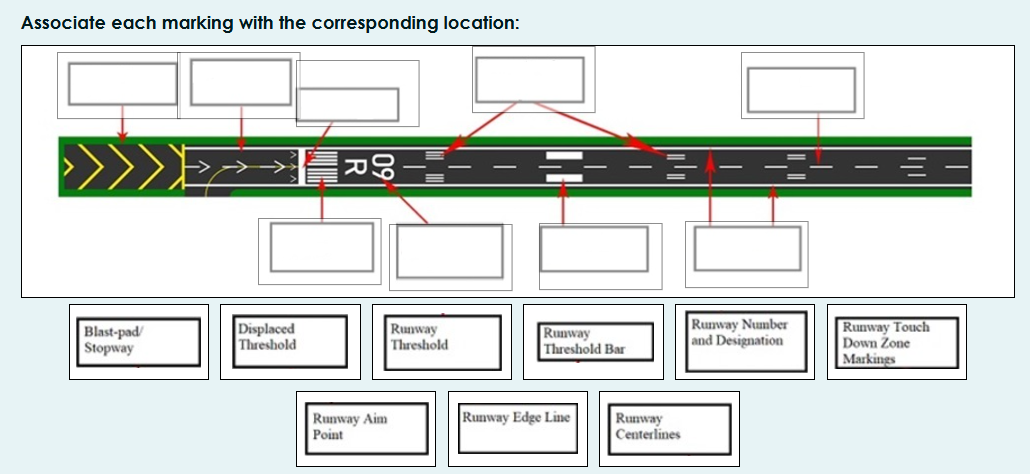 Associate each marking with the corresponding location:
09
R
Blast-pad/
Stopway
Displaced
Threshold
Runway
Threshold
Runway
Threshold Bar
Runway Number
and Designation
Runway Touch
Down Zone
Markings
Runway Aim
Point
Runway Edge Line
Runway
Centerlines